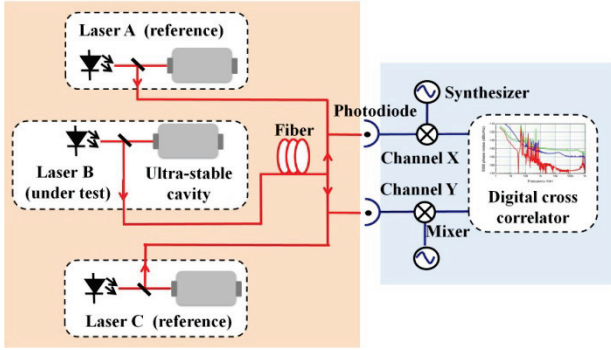 Laser A (reference)
Synthesizer
Photodiode
Fiber
Channel X
Laser B
(under test)
Ultra-stable
cavity
Channel Y
Mixer
Digital cross
correlator
Laser C (reference)